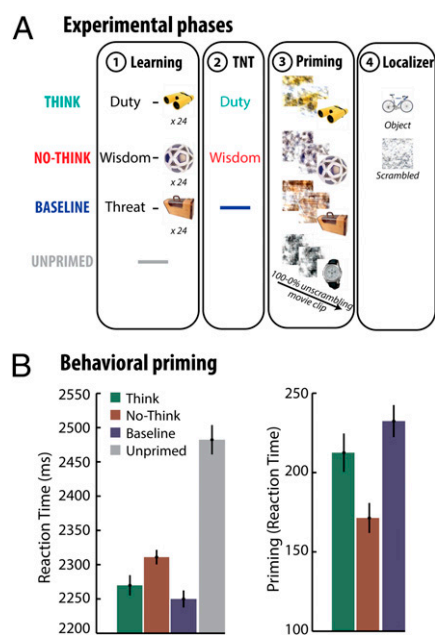 A Experimental phases
1 Learning
2 TNT
3 Priming
4 Localizer
THINK
Duty
x 24
Duty
Object
NO-THINK
Wisdom
x 24
Wisdom
Scrambled
BASELINE
Threat
x 24
UNPRIMED
100-0% unscrambling
movie clip
B Behavioral priming
Reaction Time (ms)
2550
2500
2450
2400
2350
2300
2250
2200
Think
No-Think
Baseline
Unprimed
Priming (Reaction Time)
250
200
150
100